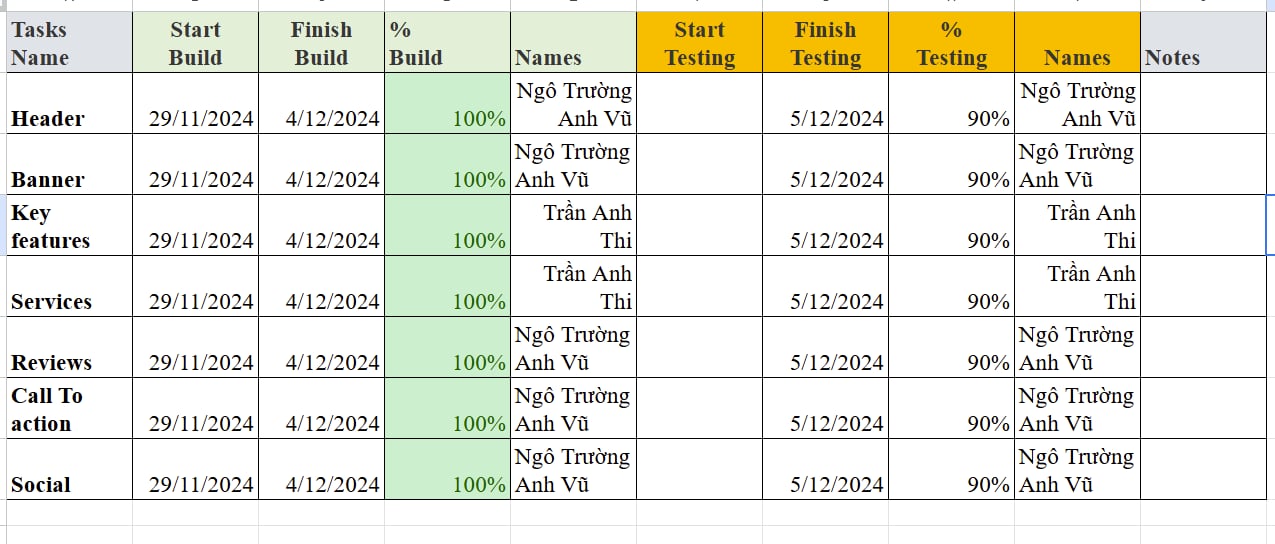 Tasks Name Start Build Finish Build % Build Names Start Testing Finish Testing % Testing Names Notes
Header 29/11/2024 4/12/2024 100% Ngô Trường Anh Vũ 5/12/2024 90% Ngô Trường Anh Vũ
Banner 29/11/2024 4/12/2024 100% Ngô Trường Anh Vũ 5/12/2024 90% Ngô Trường Anh Vũ
Key features 29/11/2024 4/12/2024 100% Trần Anh Thi 5/12/2024 90% Trần Anh Thi
Services 29/11/2024 4/12/2024 100% Trần Anh Thi 5/12/2024 90% Trần Anh Thi
Reviews 29/11/2024 4/12/2024 100% Ngô Trường Anh Vũ 5/12/2024 90% Ngô Trường Anh Vũ
Call To action 29/11/2024 4/12/2024 100% Ngô Trường Anh Vũ 5/12/2024 90% Ngô Trường Anh Vũ
Social 29/11/2024 4/12/2024 100% Ngô Trường Anh Vũ 5/12/2024 90% Ngô Trường Anh Vũ